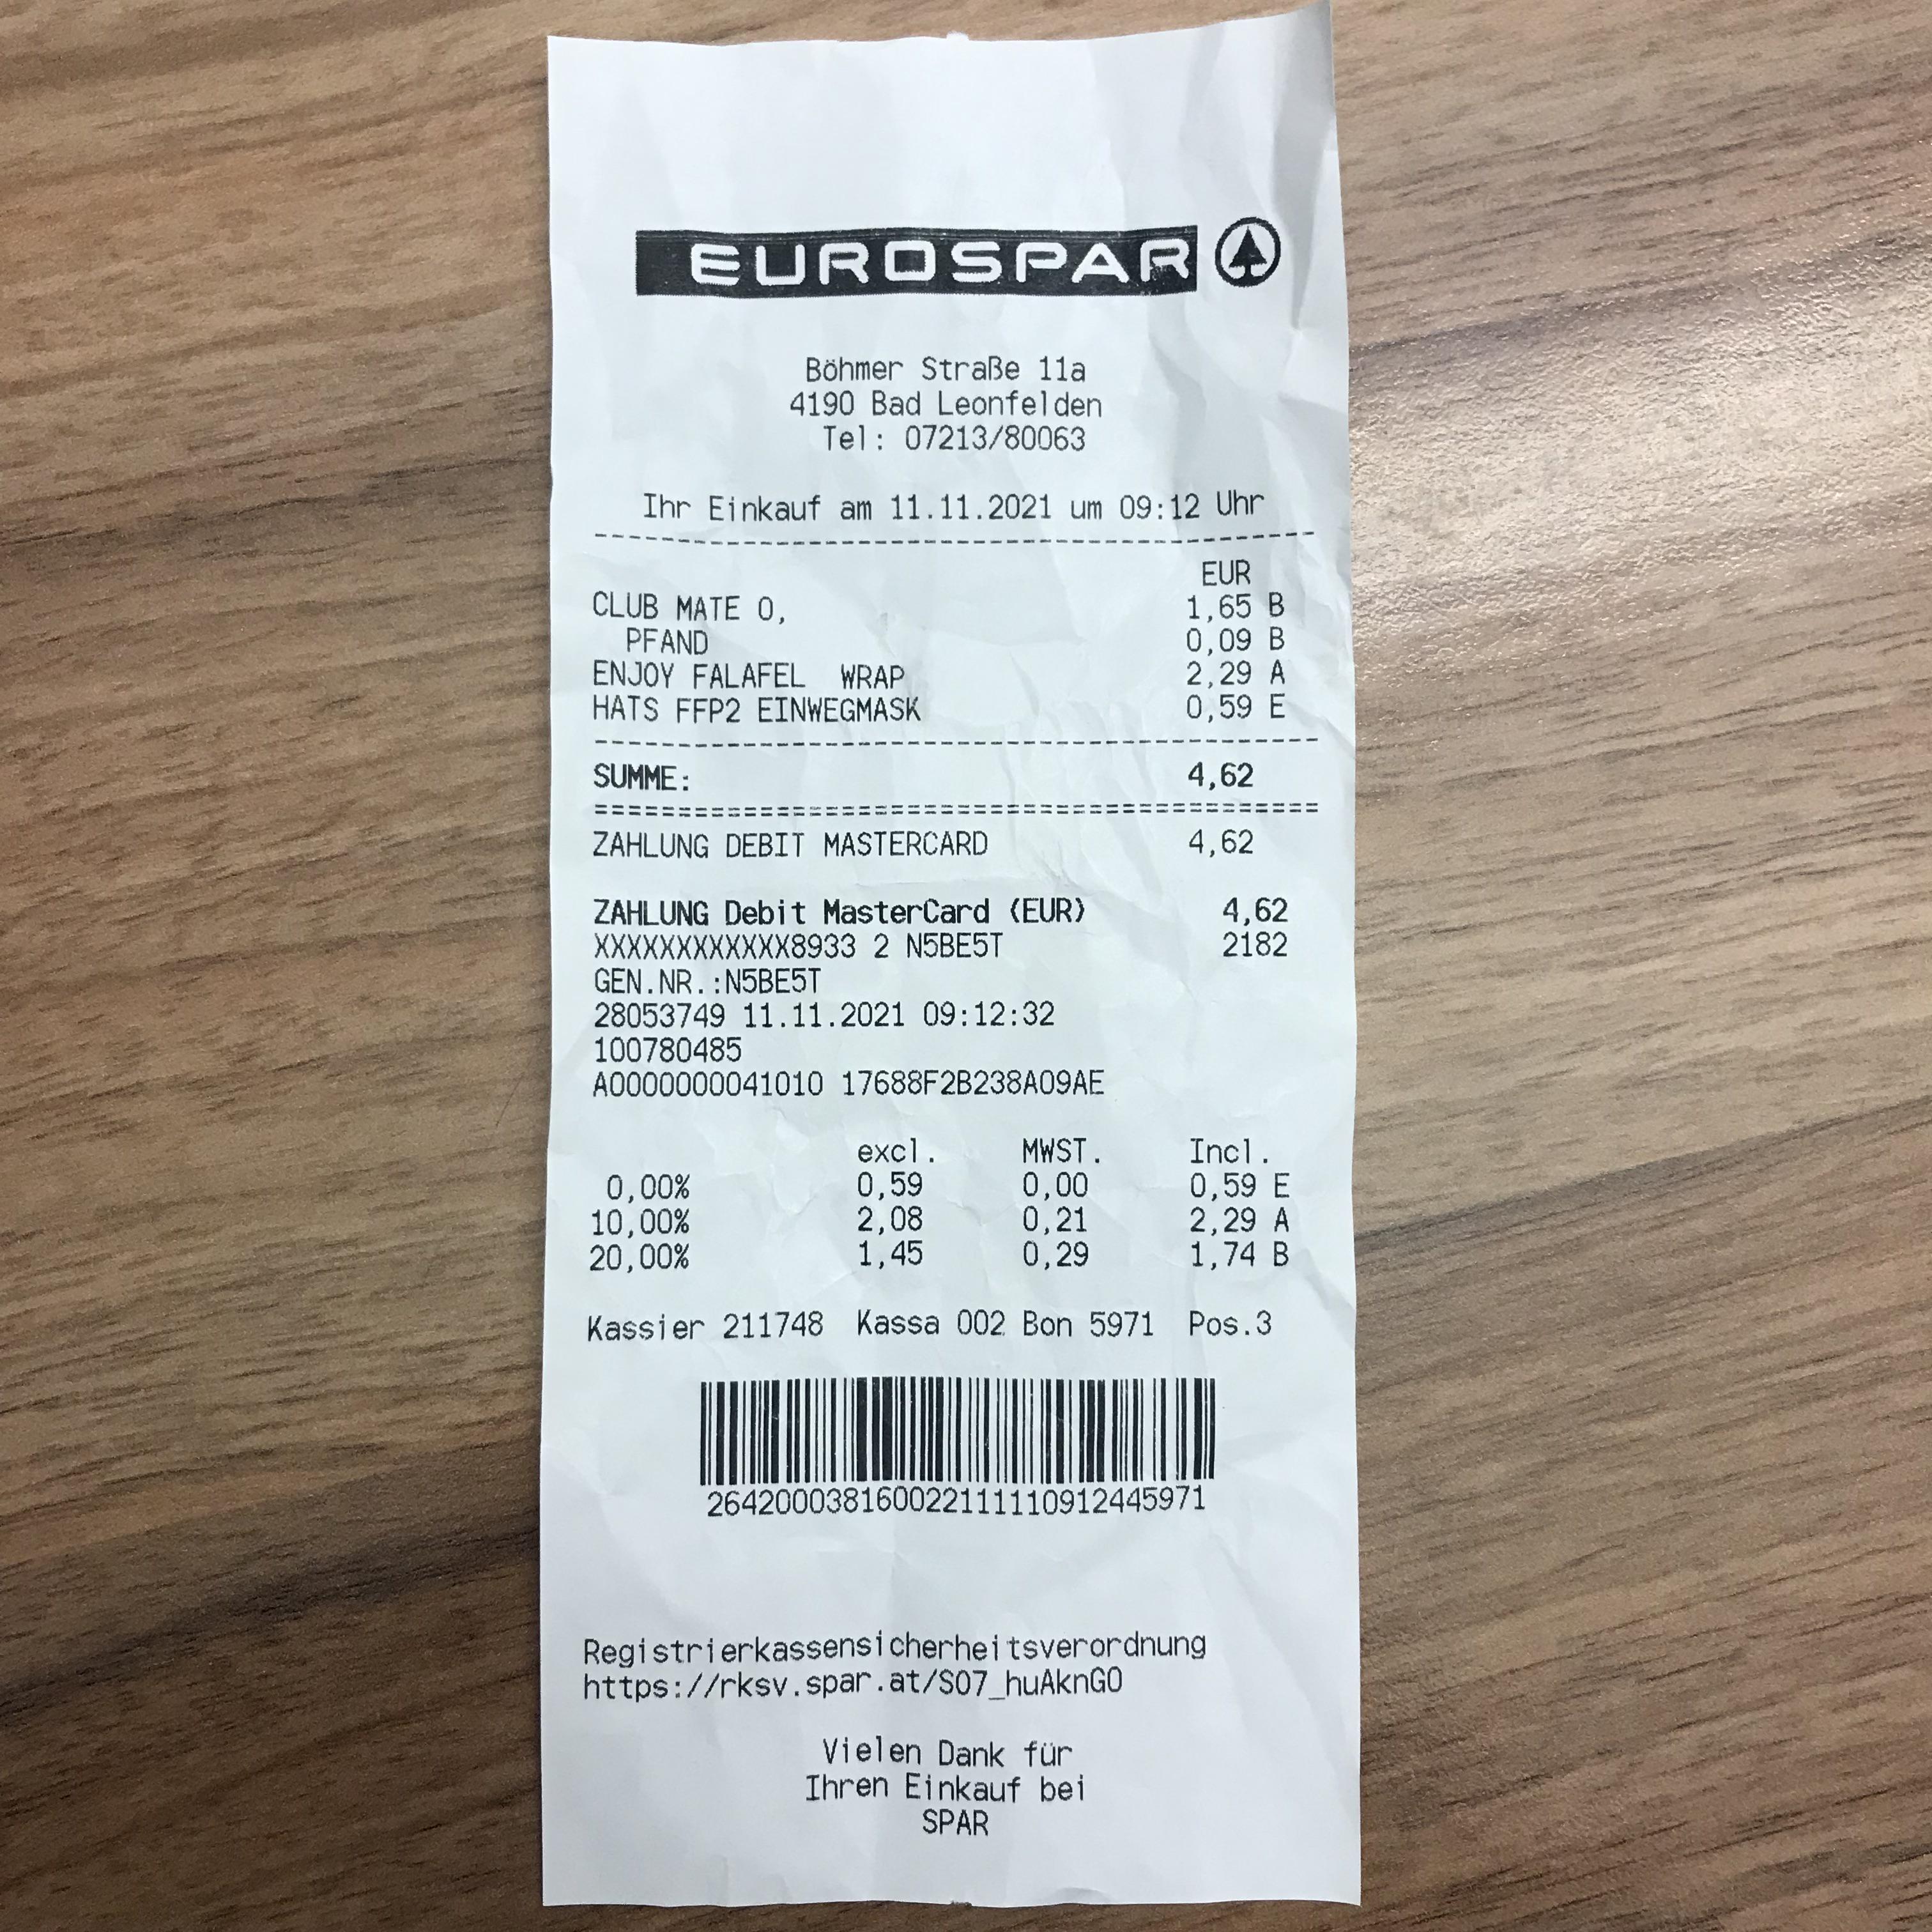 EUROSPAR
Böhmer Straße 11a
4190 Bad Leonfelden
Tel: 07213/80063
Ihr Einkauf am 11.11.2021 um 09:12 Uhr
EUR
CLUB MATE 0, 1,65 B
PFAND 0,09 B
ENJOY FALAFEL WRAP 2,29 A
HATS FFP2 EINWEGMASK 0,59 E
SUMME: 4,62
ZAHLUNG DEBIT MASTERCARD 4,62
ZAHLUNG Debit MasterCard (EUR) 4,62
XXXXXXXXXXXX8933 2 N5BE5T 2182
GEN.NR.:N5BE5T
28053749 11.11.2021 09:12:32
100780485
A0000000041010 17688F2B238A09AE
excl. MWST. Incl.
0,00% 0,59 0,00 0,59 E
10,00% 2,08 0,21 2,29 A
20,00% 1,45 0,29 1,74 B
Kassier 211748 Kassa 002 Bon 5971 Pos.3
264200038160022111110912445971
Registrierkassensicherheitsverordnung
https://rksv.spar.at/S07_huAknGO
Vielen Dank für
Ihren Einkauf bei
SPAR